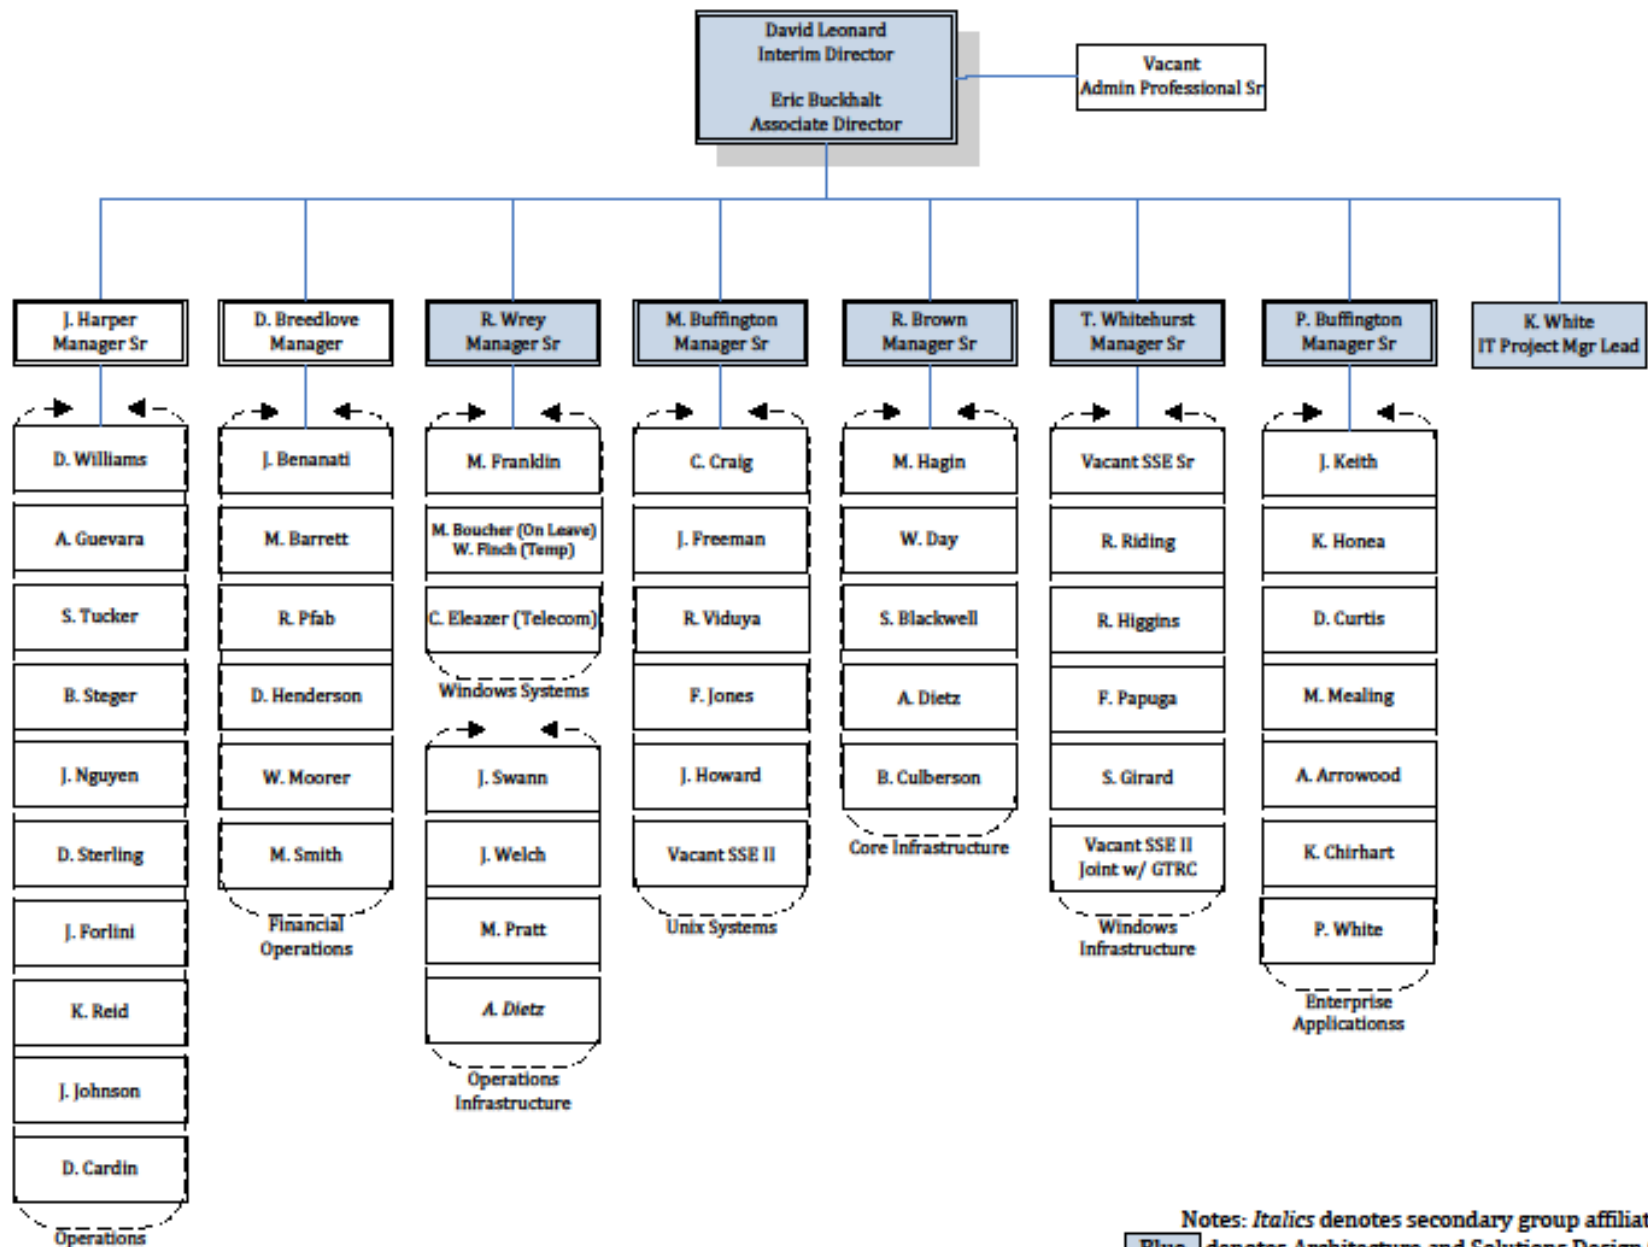 David Leonard
Interim Director
Eric Buckhalt
Associate Director
Vacant
Admin Professional Sr
J. Harper
Manager Sr
D. Breedlove
Manager
R. Wrey
Manager Sr
M. Buffington
Manager Sr
R. Brown
Manager Sr
T. Whitehurst
Manager Sr
P. Buffington
Manager Sr
K. White
IT Project Mgr Lead
D. Williams
A. Guevara
S. Tucker
B. Steger
J. Nguyen
D. Sterling
J. Forlini
K. Reid
J. Johnson
D. Cardin
Operations
J. Benanati
M. Barrett
R. Pfab
D. Henderson
W. Moorer
M. Smith
Financial
Operations
M. Franklin
M. Boucher (On Leave)
W. Finch (Temp)
C. Eleazer (Telecom)
Windows Systems
J. Swann
J. Welch
M. Pratt
A. Dietz
Operations
Infrastructure
C. Craig
J. Freeman
R. Viduya
F. Jones
J. Howard
Vacant SSE II
Unix Systems
M. Hagin
W. Day
S. Blackwell
A. Dietz
B. Culberson
Core Infrastructure
Vacant SSE Sr
R. Riding
R. Higgins
F. Papuga
S. Girard
Vacant SSE II
Joint w/ GTRC
Windows
Infrastructure
J. Keith
K. Honea
D. Curtis
M. Mealing
A. Arrowood
K. Chirhart
P. White
Enterprise
Applicationss
Notes: Italics denotes secondary group affiliat
Blue denotes Architecture and Solutions Design